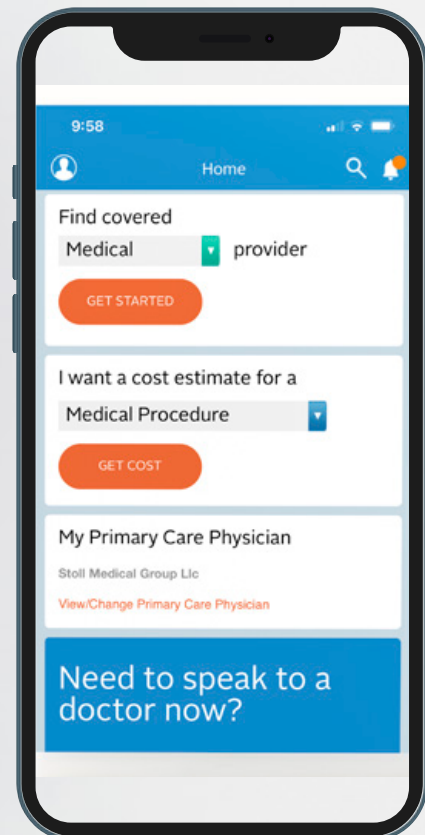 9:58
Home
Find covered
Medical provider
GET STARTED
I want a cost estimate for a
Medical Procedure
GET COST
My Primary Care Physician
Stoll Medical Group Llc
View/Change Primary Care Physician
Need to speak to a
doctor now?